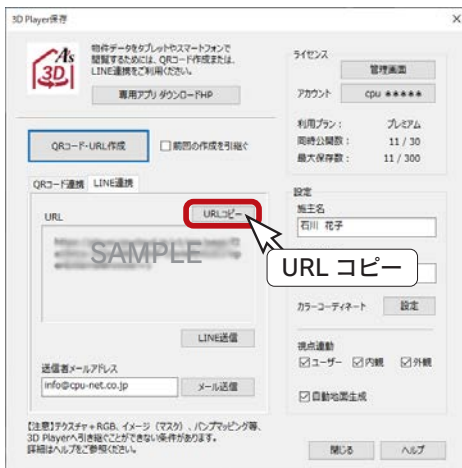 3D Player保存
A's
3D
物件データをタブレットやスマートフォンで
閲覧するためには、QRコード作成または、
LINE連携をご利用ください。
専用アプリ ダウンロードHP
ライセンス
管理画面
アカウント cpu *****
利用プラン： プレミアム
同時公開数： 11 / 30
最大保存数： 11 / 300
QRコード・URL作成
前回の作成を引継ぐ
QRコード連携 LINE連携
URL
URLコピー
SAMPLE
URL コピー
LINE送信
送信者メールアドレス
info@cpu-net.co.jp
メール送信
設定
施主名
石川 花子
カラーコーディネート 設定
視点連動
ユーザー 内観 外観
自動地面生成
【注意】テクスチャ＋RGB、イメージ（マスク）、バンプマッピング等、
3D Playerへ引き継ぐことができない条件があります。
詳細はヘルプをご参照ください。
閉じる ヘルプ